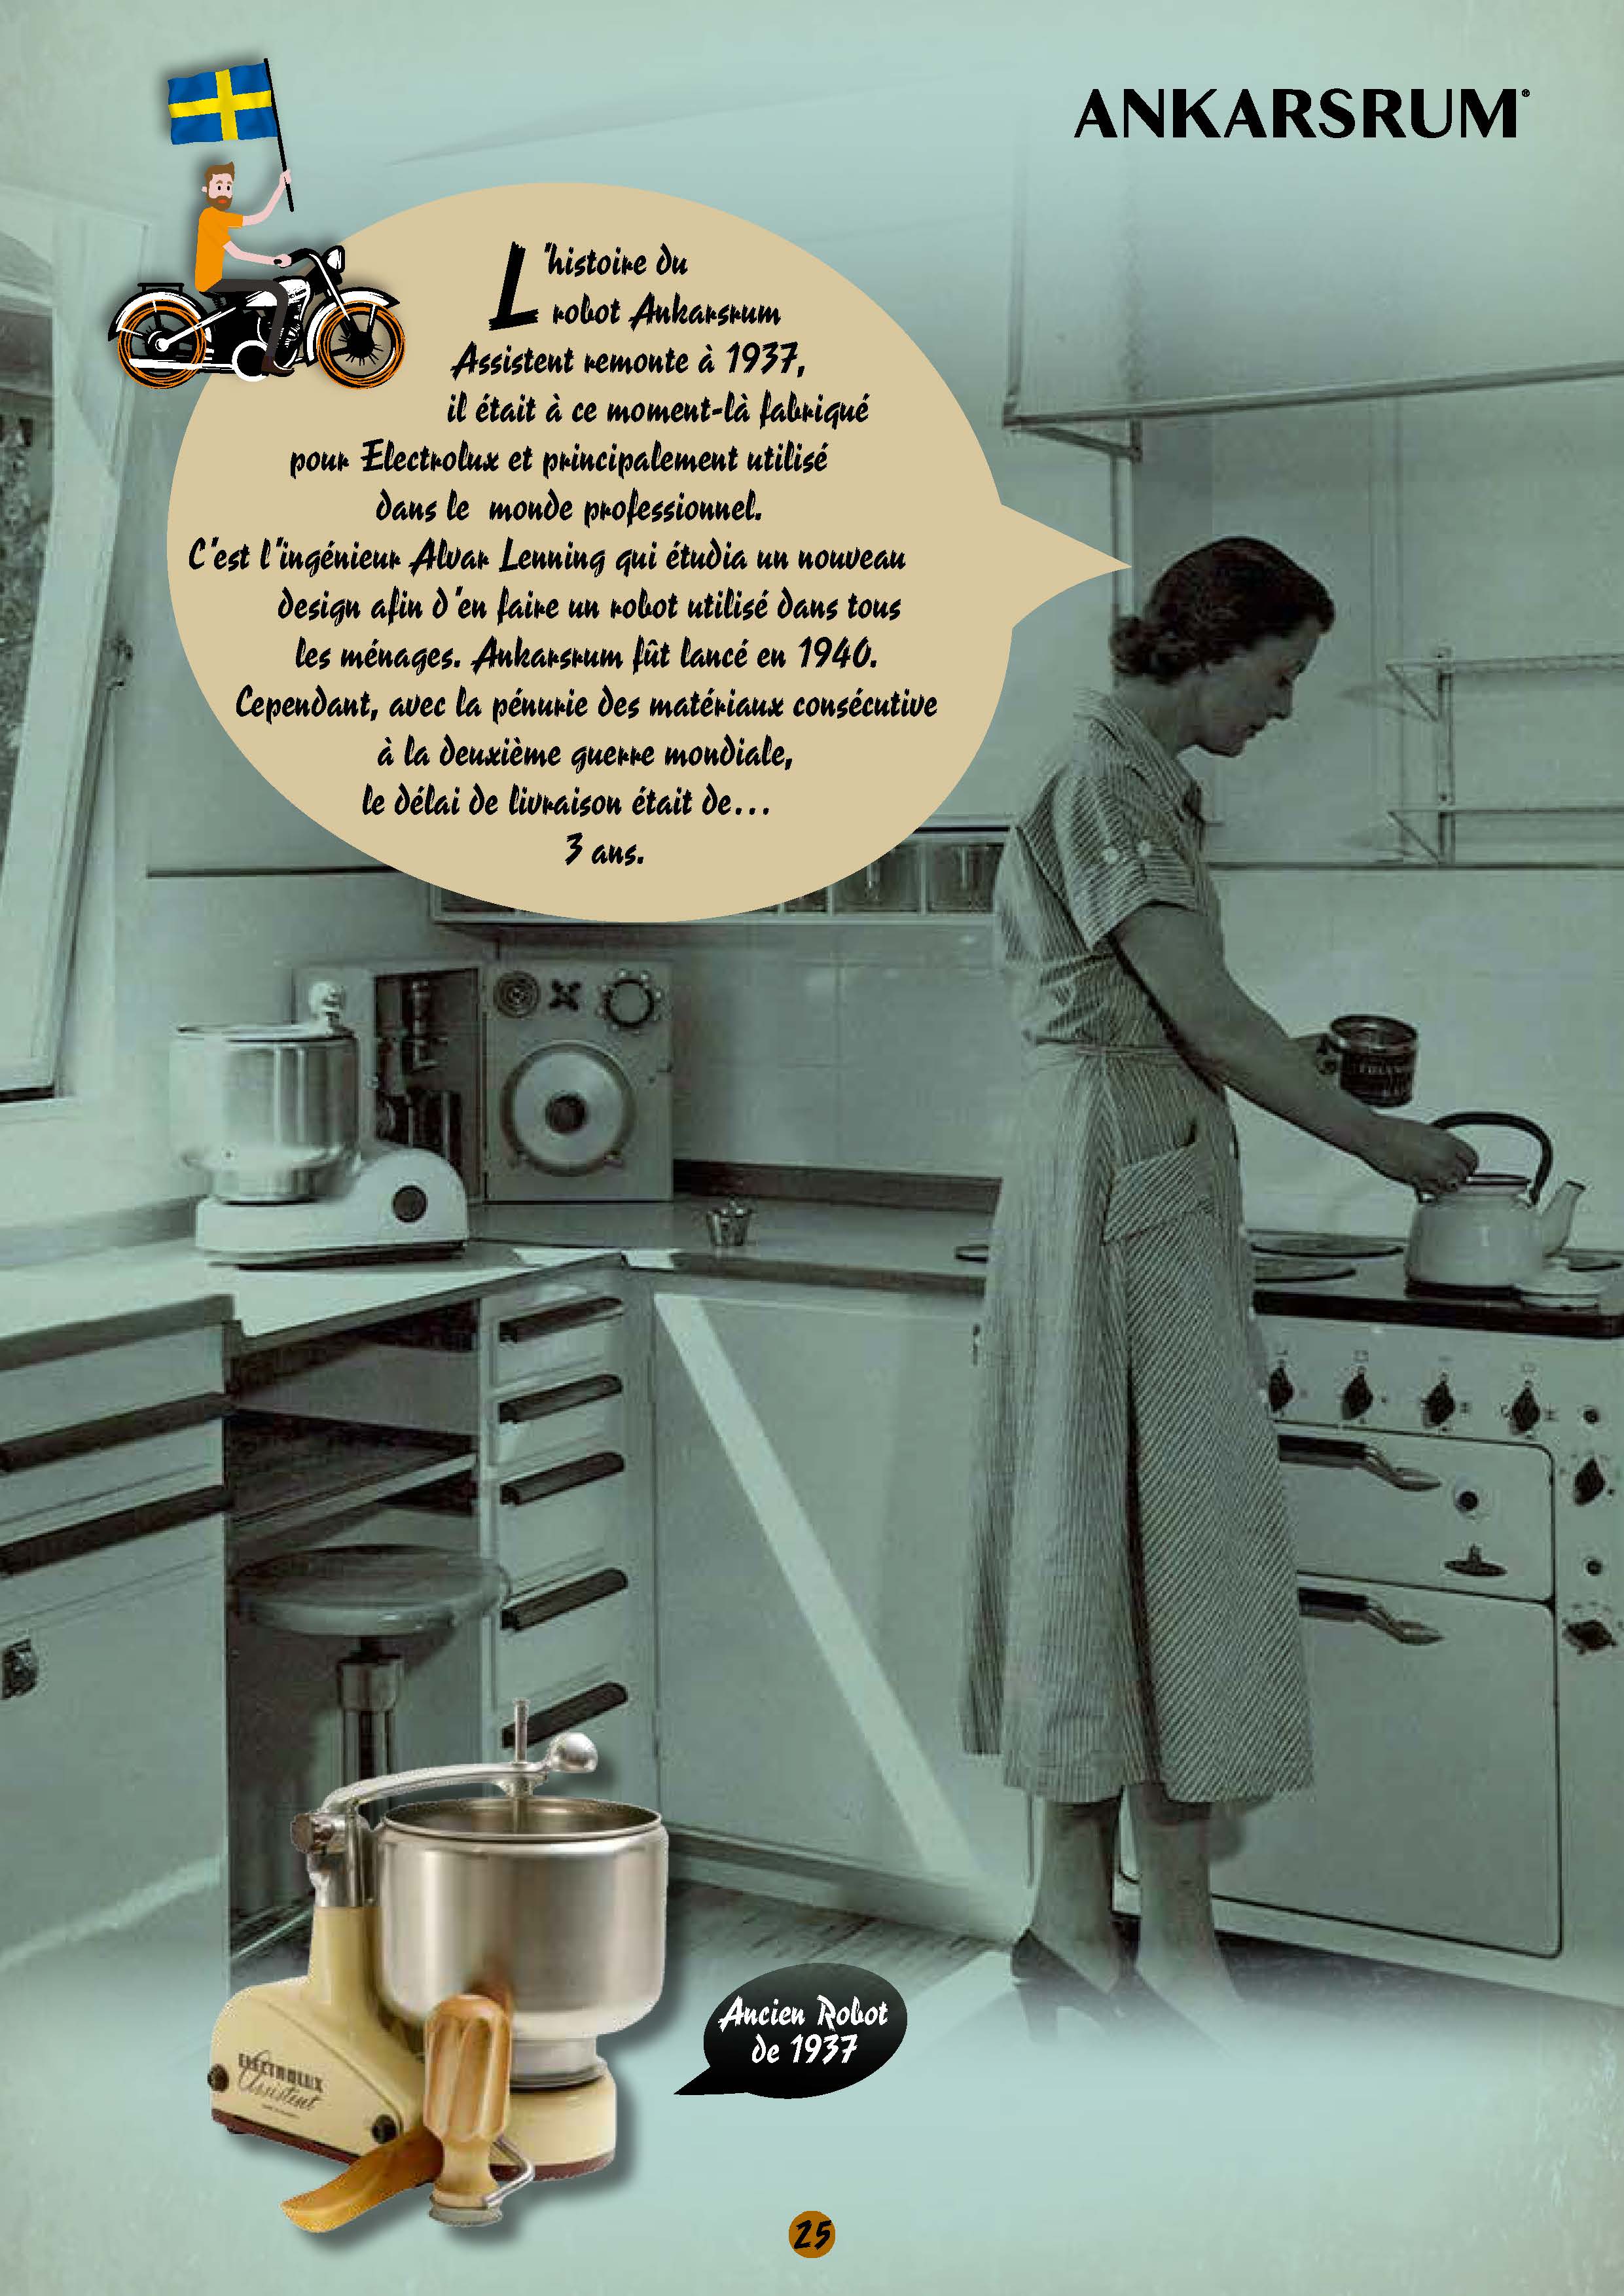 ANKARSRUM®
L'histoire du
robot Ankarsrum
Assistent remonte à 1937,
il était à ce moment-là fabriqué
pour Electrolux et principalement utilisé
dans le monde professionnel.
C'est l'ingénieur Alvar Lenning qui étudia un nouveau
design afin d'en faire un robot utilisé dans tous
les ménages. Ankarsrum fût lancé en 1940.
Cependant, avec la pénurie des matériaux consécutive
à la deuxième guerre mondiale,
le délai de livraison était de...
3 ans.
Ancien Robot
de 1937
ELECTROLUX
Assistent
25